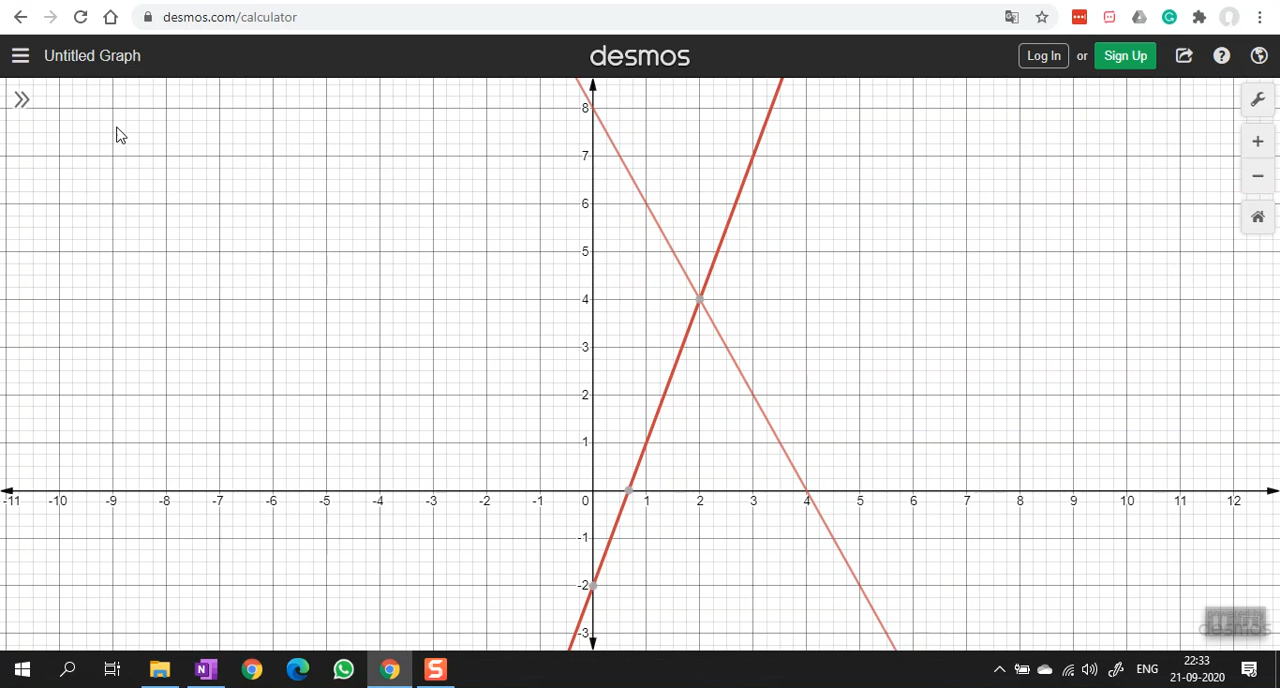 desmos.com/calculator
Untitled Graph
desmos
Log In or Sign Up
8
7
6
5
4
3
2
1
-11 -10 -9 -8 -7 -6 -5 -4 -3 -2 -1 0 1 2 3 4 5 6 7 8 9 10 11 12
-1
-2
-3
desmos
ENG
22:33
21-09-2020